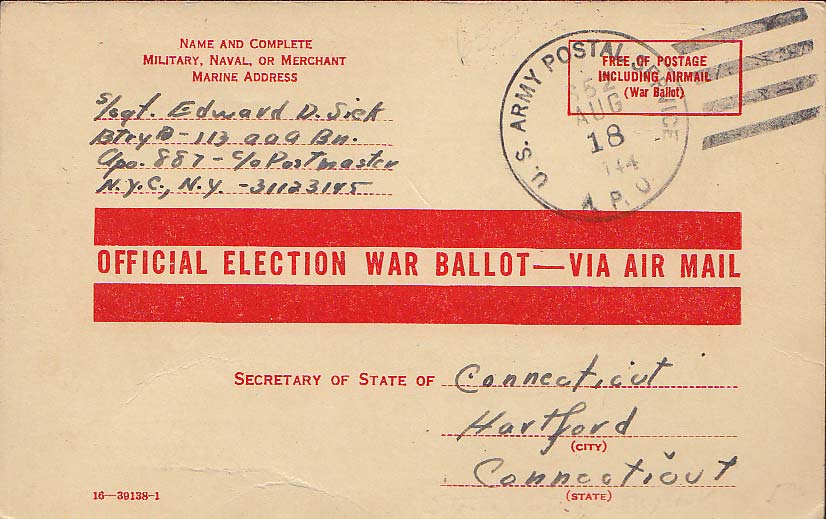 NAME AND COMPLETE
MILITARY, NAVAL, OR MERCHANT
MARINE ADDRESS
S/Sgt. Edward D. Sick
Btry D - 113 aaa Bn.
Apo. 887 - c/o Postmaster
N.Y.C., N.Y. - 31123145
U. S. ARMY POSTAL SERVICE
AUG
18
'44
A. P. O.
FREE OF POSTAGE
INCLUDING AIRMAIL
(War Ballot)
OFFICIAL ELECTION WAR BALLOT—VIA AIR MAIL
SECRETARY OF STATE OF Connecticut
Hartford
(CITY)
Connecticut
(STATE)
16—39138-1